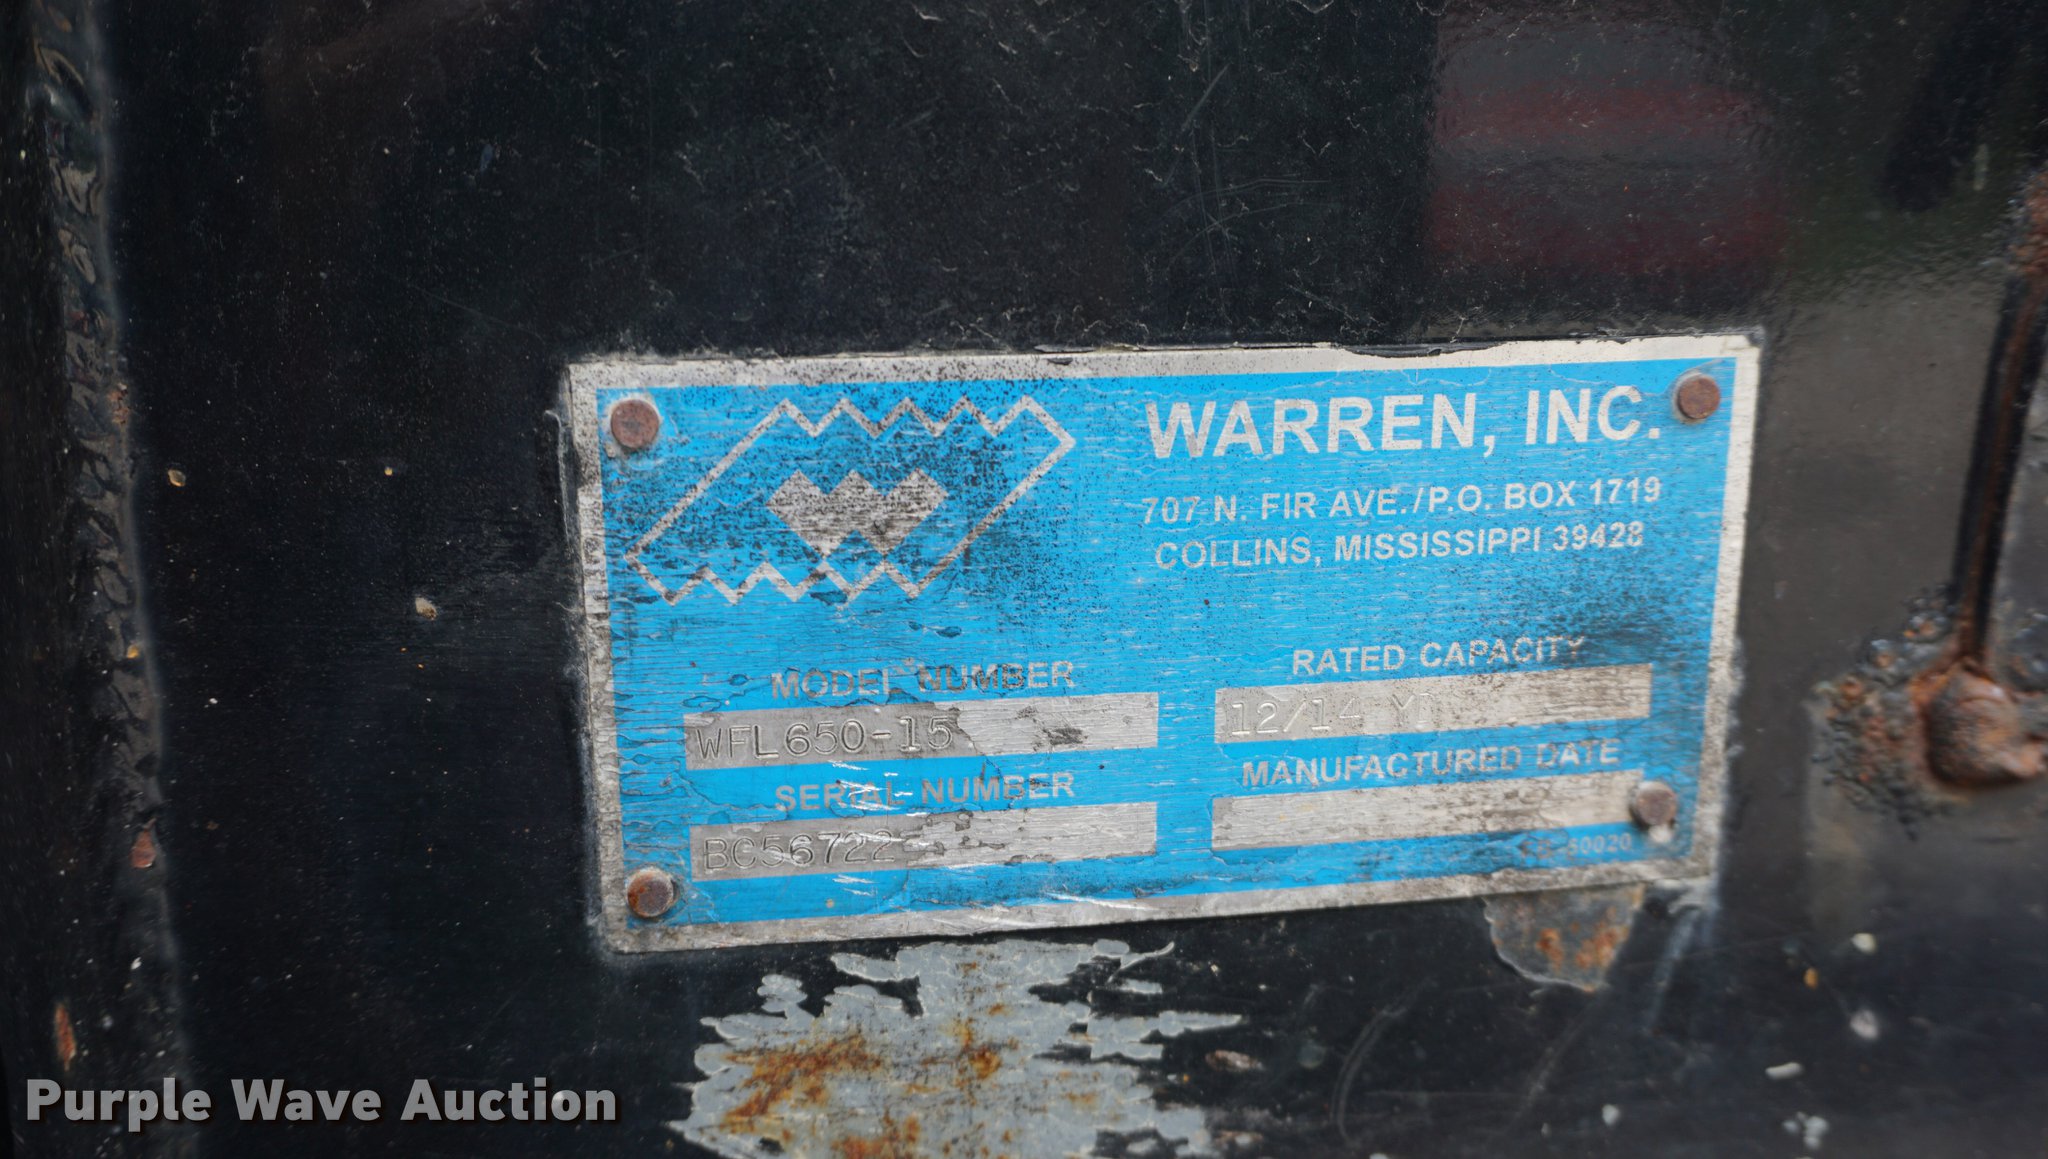 WARREN, INC.
707 N. FIR AVE./P.O. BOX 1719
COLLINS, MISSISSIPPI 39428
MODEL NUMBER
WFL650-15
RATED CAPACITY
12/14 YD
SERIAL NUMBER
BC56722
MANUFACTURED DATE
Purple Wave Auction